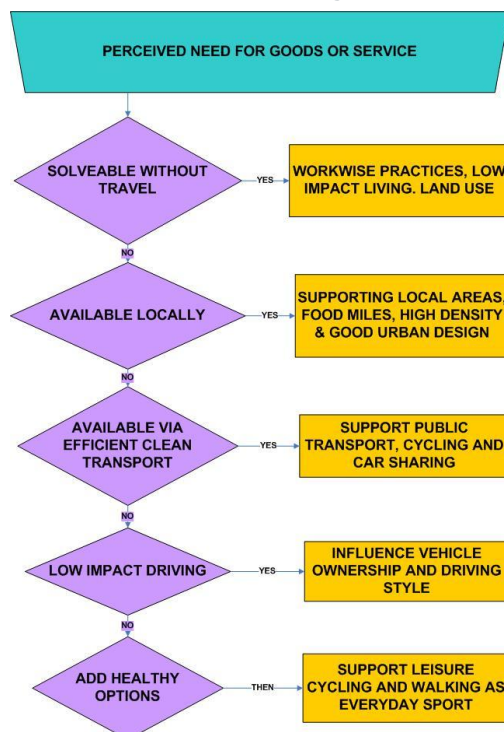 PERCEIVED NEED FOR GOODS OR SERVICE
SOLVEABLE WITHOUT
TRAVEL
YES
WORKWISE PRACTICES, LOW
IMPACT LIVING. LAND USE
NO
AVAILABLE LOCALLY
YES
SUPPORTING LOCAL AREAS,
FOOD MILES, HIGH DENSITY
& GOOD URBAN DESIGN
NO
AVAILABLE VIA
EFFICIENT CLEAN
TRANSPORT
YES
SUPPORT PUBLIC
TRANSPORT, CYCLING AND
CAR SHARING
NO
LOW IMPACT DRIVING
YES
INFLUENCE VEHICLE
OWNERSHIP AND DRIVING
STYLE
NO
ADD HEALTHY
OPTIONS
THEN
SUPPORT LEISURE
CYCLING AND WALKING AS
EVERYDAY SPORT